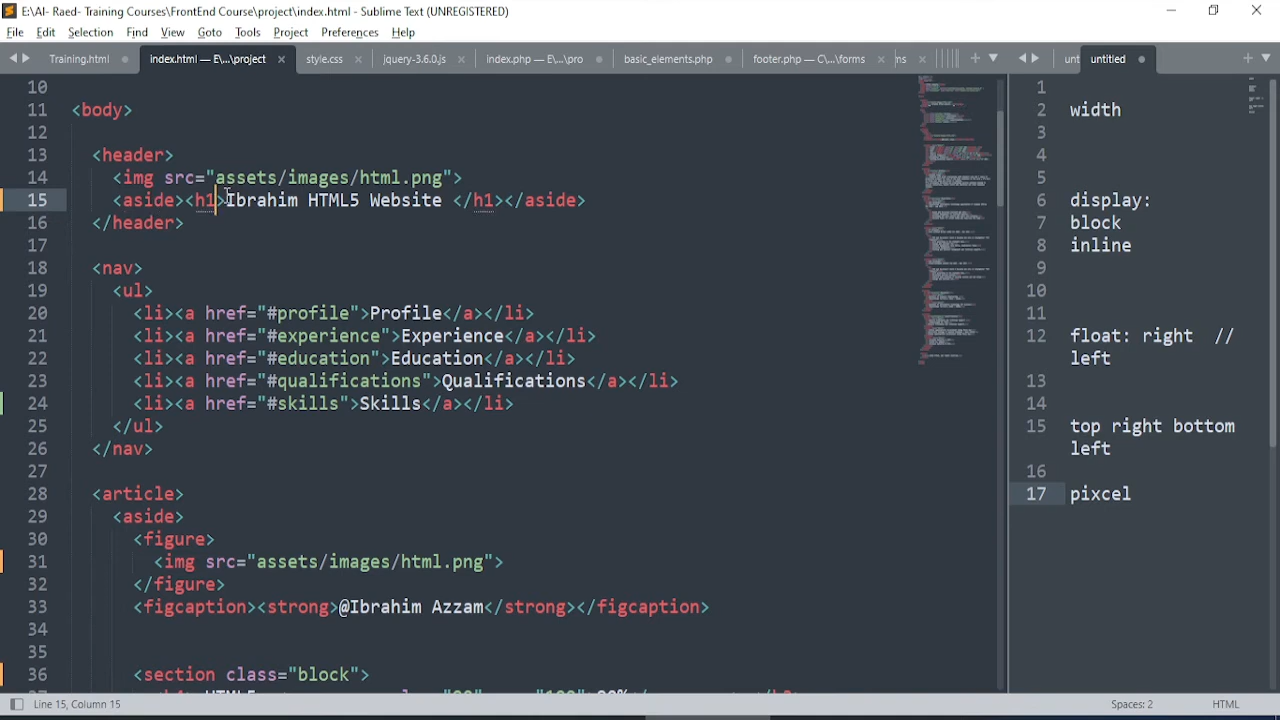 E:\AI- Raed- Training Courses\FrontEnd Course\project\index.html - Sublime Text (UNREGISTERED)
File Edit Selection Find View Goto Tools Project Preferences Help
Training.html index.html — E\...\project style.css jquery-3.6.0.js index.php — E\...\pro basic_elements.php footer.php — C\...\forms ns unt untitled
10
11 <body>
12
13 <header>
14 <img src="assets/images/html.png">
15 <aside><h1>Ibrahim HTML5 Website </h1></aside>
16 </header>
17
18 <nav>
19 <ul>
20 <li><a href="#profile">Profile</a></li>
21 <li><a href="#experience">Experience</a></li>
22 <li><a href="#education">Education</a></li>
23 <li><a href="#qualifications">Qualifications</a></li>
24 <li><a href="#skills">Skills</a></li>
25 </ul>
26 </nav>
27
28 <article>
29 <aside>
30 <figure>
31 <img src="assets/images/html.png">
32 </figure>
33 <figcaption><strong>@Ibrahim Azzam</strong></figcaption>
34
35
36 <section class="block">
1
2 width
3
4
5
6 display:
7 block
8 inline
9
10
11
12 float: right //
left
13
14
15 top right bottom
left
16
17 pixcel
Line 15, Column 15 Spaces: 2 HTML